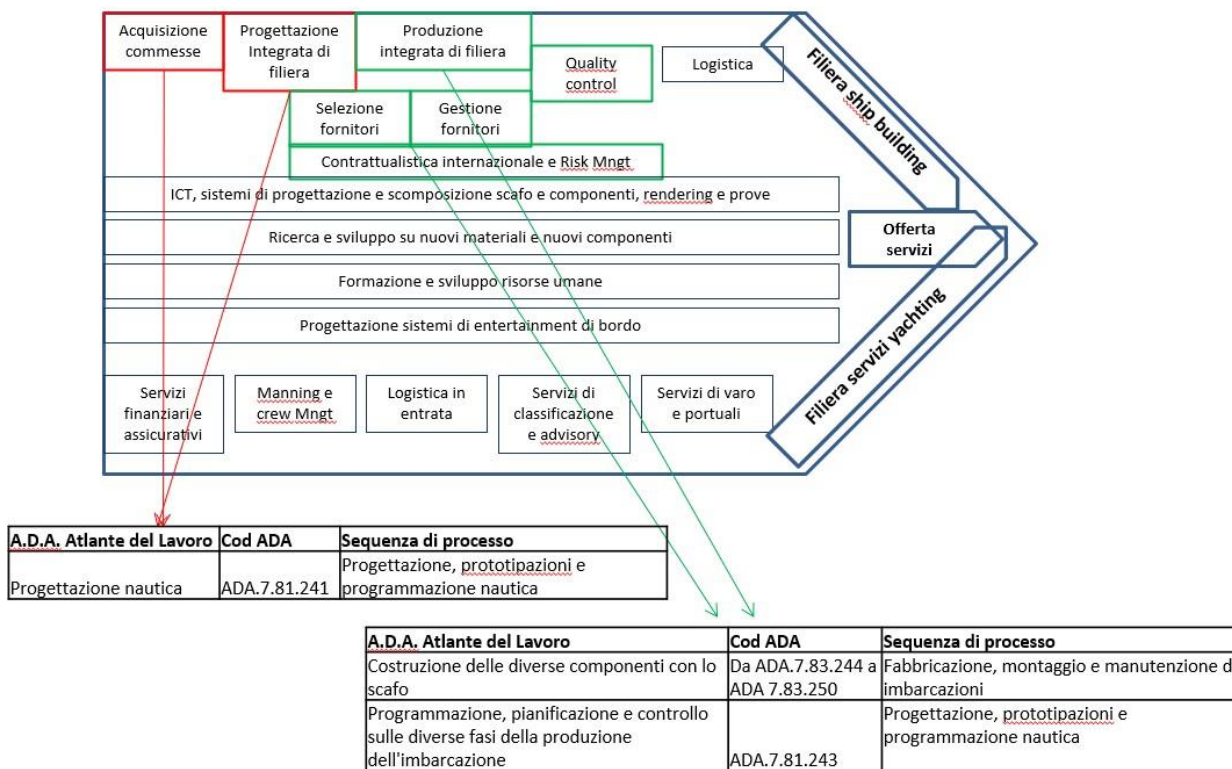 Acquisizione
commesse
Progettazione
Integrata di
filiera
Produzione
integrata di filiera
Quality
control
Logistica
Filiera ship building
Selezione
fornitori
Gestione
fornitori
Contrattualistica internazionale e Risk Mngt
ICT, sistemi di progettazione e scomposizione scafo e componenti, rendering e prove
Ricerca e sviluppo su nuovi materiali e nuovi componenti
Offerta
servizi
Formazione e sviluppo risorse umane
Progettazione sistemi di entertainment di bordo
Filiera servizi yachting
Servizi
finanziari e
assicurativi
Manning e
crew Mngt
Logistica in
entrata
Servizi di
classificazione
e advisory
Servizi di varo
e portuali
A.D.A. Atlante del Lavoro Cod ADA Sequenza di processo
Progettazione nautica ADA.7.81.241 Progettazione, prototipazioni e
programmazione nautica
A.D.A. Atlante del Lavoro Cod ADA Sequenza di processo
Costruzione delle diverse componenti con lo Da ADA.7.83.244 a Fabbricazione, montaggio e manutenzione d
scafo ADA 7.83.250 imbarcazioni
Programmazione, pianificazione e controllo Progettazione, prototipazioni e
sulle diverse fasi della produzione programmazione nautica
dell'imbarcazione ADA.7.81.243